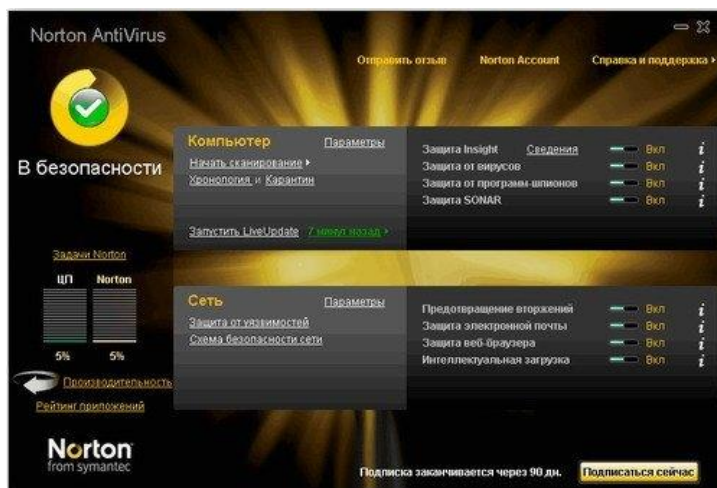 Norton AntiVirus
Отправить отзыв Norton Account Справка и поддержка
В безопасности
Компьютер Параметры
Начать сканирование
Хронология и Карантин
Запустить LiveUpdate 7 минут назад
Защита Insight Сведения Вкл
Защита от вирусов Вкл
Защита от программ-шпионов Вкл
Защита SONAR Вкл
Задачи Norton
ЦП Norton
5% 5%
Производительность
Рейтинг приложений
Сеть Параметры
Защита от уязвимостей
Схема безопасности сети
Предотвращение вторжений Вкл
Защита электронной почты Вкл
Защита веб-браузера Вкл
Интеллектуальная загрузка Вкл
Norton
from symantec
Подписка заканчивается через 90 дн. Подписаться сейчас